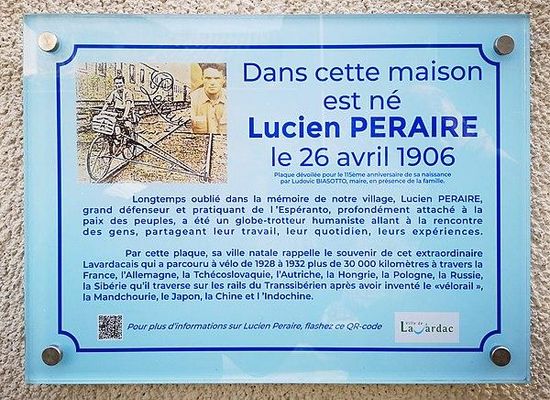 Dans cette maison
est né
Lucien PERAIRE
le 26 avril 1906
Plaque dévoilée pour le 115ème anniversaire de sa naissance
par Ludovic BIASOTTO, maire, en présence de la famille.
Longtemps oublié dans la mémoire de notre village, Lucien PERAIRE,
grand défenseur et pratiquant de l'Espéranto, profondément attaché à la
paix des peuples, a été un globe-trotteur humaniste allant à la rencontre
des gens, partageant leur travail, leur quotidien, leurs expériences.
Par cette plaque, sa ville natale rappelle le souvenir de cet extraordinaire
Lavardacais qui a parcouru à vélo de 1928 à 1932 plus de 30 000 kilomètres à travers la
France, l'Allemagne, la Tchécoslovaquie, l'Autriche, la Hongrie, la Pologne, la Russie,
la Sibérie qu'il traverse sur les rails du Transsibérien après avoir inventé le «vélorail»,
la Mandchourie, le Japon, la Chine et l'Indochine.
Pour plus d'informations sur Lucien Peraire, flashez ce QR-code
Ville de
Lavardac